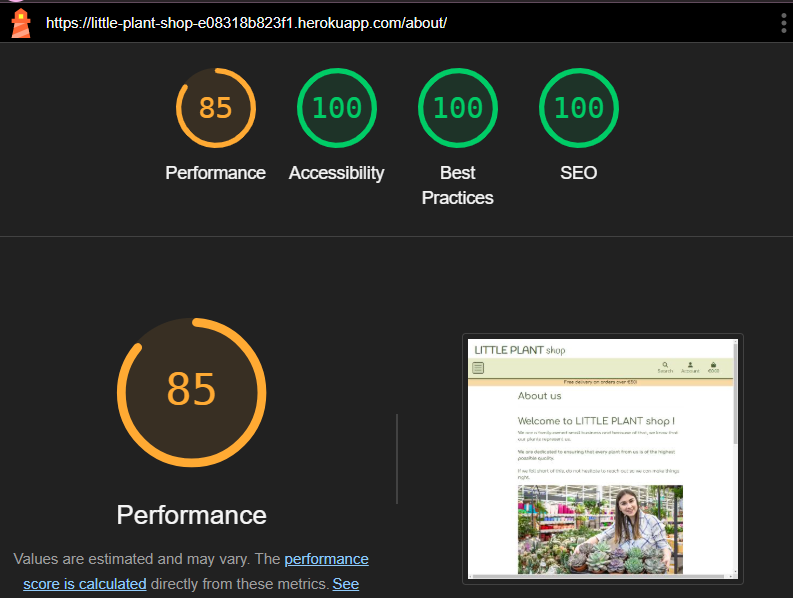 https://little-plant-shop-e08318b823f1.herokuapp.com/about/
85
100
100
100
Performance
Accessibility
Best
Practices
SEO
85
Performance
Values are estimated and may vary. The performance
score is calculated directly from these metrics. See
LITTLE PLANT shop
Search
Account
€0.00
Free delivery on orders over €50!
About us
Welcome to LITTLE PLANT shop !
We are a family owned small business and because of that, we know that
our plants represent us.
We are dedicated to ensuring that every plant from us is of the highest
possible quality.
If we fall short of this, do not hesitate to reach out so we can make things
right.